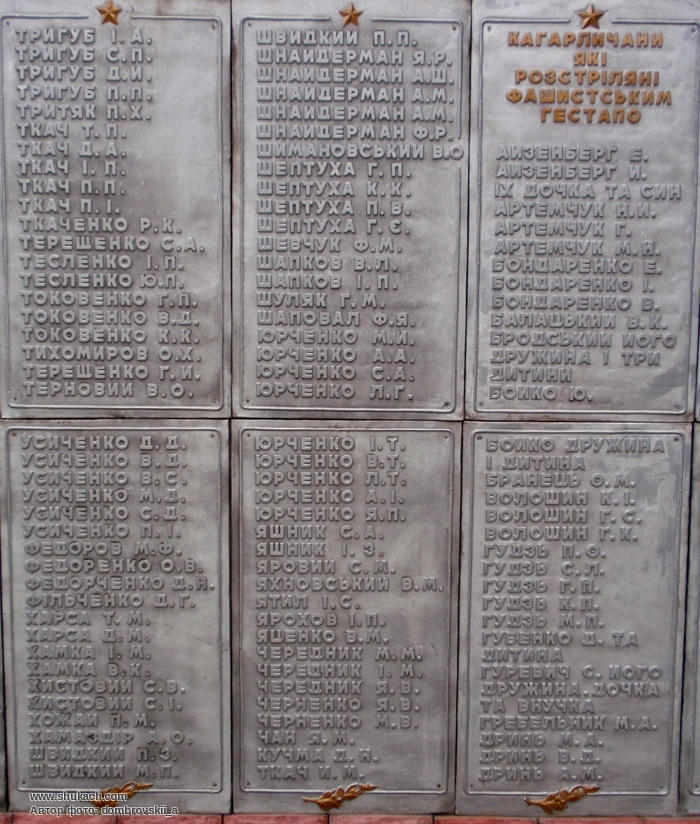 ТРИГУБ І.А.
ТРИГУБ С.П.
ТРИГУБ Д.И.
ТРИГУБ П.П.
ТРИТЯК П.Х.
ТКАЧ Т.П.
ТКАЧ Д.А.
ТКАЧ І.П.
ТКАЧ П.П.
ТКАЧ П.І.
ТКАЧЕНКО Р.К.
ТЕРЕЩЕНКО С.А.
ТЕСЛЕНКО І.П.
ТЕСЛЕНКО Ю.П.
ТОКОВЕНКО Г.П.
ТОКОВЕНКО В.Д.
ТОКОВЕНКО К.К.
ТИХОМИРОВ О.Х.
ТЕРЕЩЕНКО Г.И.
ТЕРНОВИЙ В.О.
УСИЧЕНКО Д.Д.
УСИЧЕНКО В.Д.
УСИЧЕНКО В.С.
УСИЧЕНКО М.Д.
УСИЧЕНКО С.Д.
УСИЧЕНКО П.І.
ФЕДОРОВ М.Ф.
ФЕДОРЕНКО О.В.
ФЕДОРЧЕНКО Д.Н.
ФІЛЬЧЕНКО Д.Г.
ХАРСА Т.М.
ХАРСА Д.М.
ХАМКА І.М.
ХАМКА В.К.
ХИСТОВИЙ С.В.
ХИСТОВИЙ С.І.
ХОЖАЙ П.М.
ХАМАЗДІР А.О.
ШВИДКИЙ П.З.
ШВИДКИЙ М.П.
ШВИДКИЙ П.П.
ШНАЙДЕРМАН Я.Р.
ШНАЙДЕРМАН А.Ш.
ШНАЙДЕРМАН А.М.
ШНАЙДЕРМАН А.М.
ШНАЙДЕРМАН Ф.Р.
ШИМАНОВСЬКИЙ В.О
ШЕПТУХА Г.П.
ШЕПТУХА К.К.
ШЕПТУХА П.В.
ШЕПТУХА Г.Є.
ШЕВЧУК Ф.М.
ШАПКОВ В.Л.
ШАПКОВ І.П.
ШУЛЯК Г.М.
ШАПОВАЛ Ф.Я.
ЮРЧЕНКО М.И.
ЮРЧЕНКО А.А.
ЮРЧЕНКО С.А.
ЮРЧЕНКО Л.Г.
ЮРЧЕНКО І.Т.
ЮРЧЕНКО В.Т.
ЮРЧЕНКО Л.Т.
ЮРЧЕНКО А.І.
ЮРЧЕНКО Я.П.
ЯШНИК С.А.
ЯШНИК І.З.
ЯРОВИЙ С.М.
ЯХНОВСЬКИЙ В.М.
ЯТИЛ І.С.
ЯРОХОВ І.П.
ЯЦЕНКО В.М.
ЧЕРЕДНИК М.М.
ЧЕРЕДНИК І.М.
ЧЕРЕДНИК Я.В.
ЧЕРНЕНКО Я.В.
ЧЕРНЕНКО М.В.
ЧАН Я.М.
КУЧМА Д.Н.
ТКАЧ И.М.
КАГАРЛИЧАНИ
ЯКІ
РОЗСТРІЛЯНІ
ФАШИСТСЬКИМ
ГЕСТАПО
АЙЗЕНБЕРГ Е.
АЙЗЕНБЕРГ И.
ІХ ДОЧКА ТА СИН
АРТЕМЧУК Н.И.
АРТЕМЧУК Г.
АРТЕМЧУК М.Н.
БОНДАРЕНКО Е.
БОНДАРЕНКО І.
БОНДАРЕНКО В.
БАЛАЦЬКИЙ В.К.
БРОДСЬКИЙ ЙОГО
ДРУЖИНА І ТРИ
ДИТИНИ
БОЙКО Ю.
БОЙКО ДРУЖИНА
І ДИТИНА
БРАНЕЦЬ О.М.
ВОЛОШИН К.І.
ВОЛОШИН Г.С.
ВОЛОШИН Г.К.
ГУДЗЬ П.О.
ГУДЗЬ С.Л.
ГУДЗЬ Г.П.
ГУДЗЬ К.П.
ГУДЗЬ М.П.
ГУБЕНКО Д. ТА
ДИТИНА
ГУРЕВИЧ С. ЙОГО
ДРУЖИНА, ДОЧКА
ТА ВНУЧКА
ГРЕБЕЛЬНИК М.А.
ДРИНЬ М.А.
ДРИНЬ В.Д.
ДРИНЬ А.М.
www.shukach.com
Автор фото: dombrovskii_a